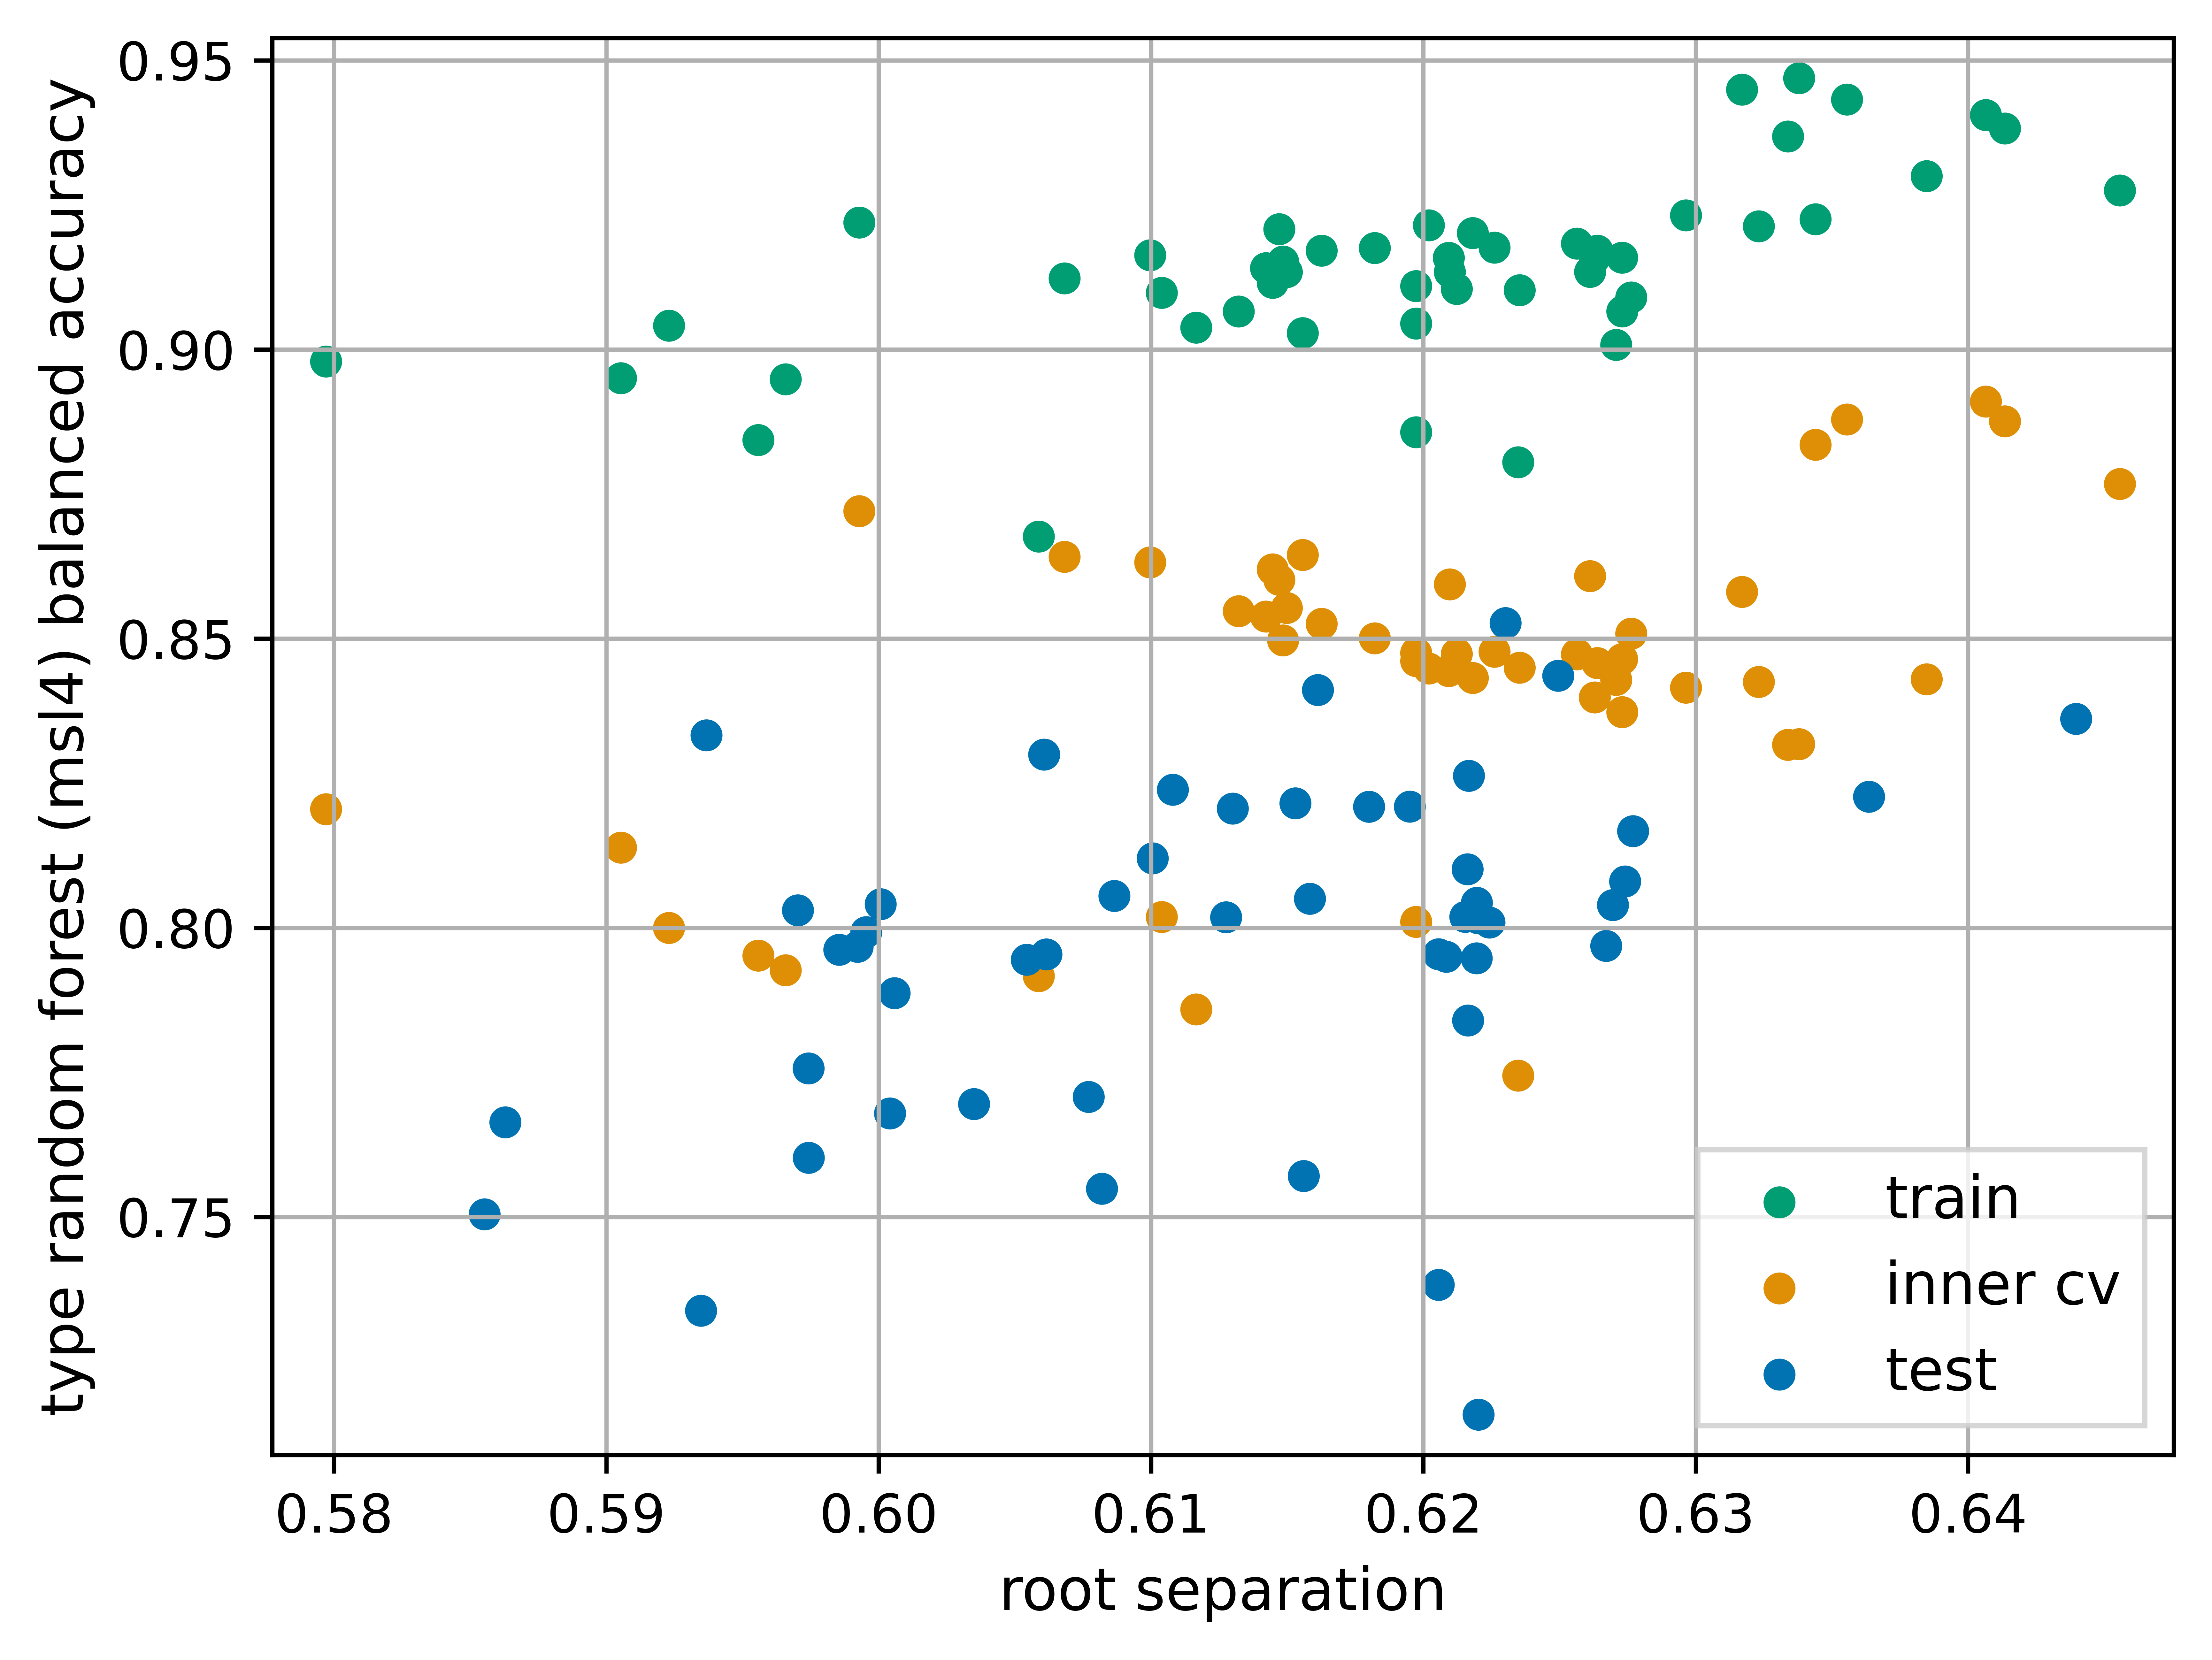 type random forest (msl4) balanced accuracy
0.95
0.90
0.85
0.80
0.75
0.58 0.59 0.60 0.61 0.62 0.63 0.64
root separation
train
inner cv
test